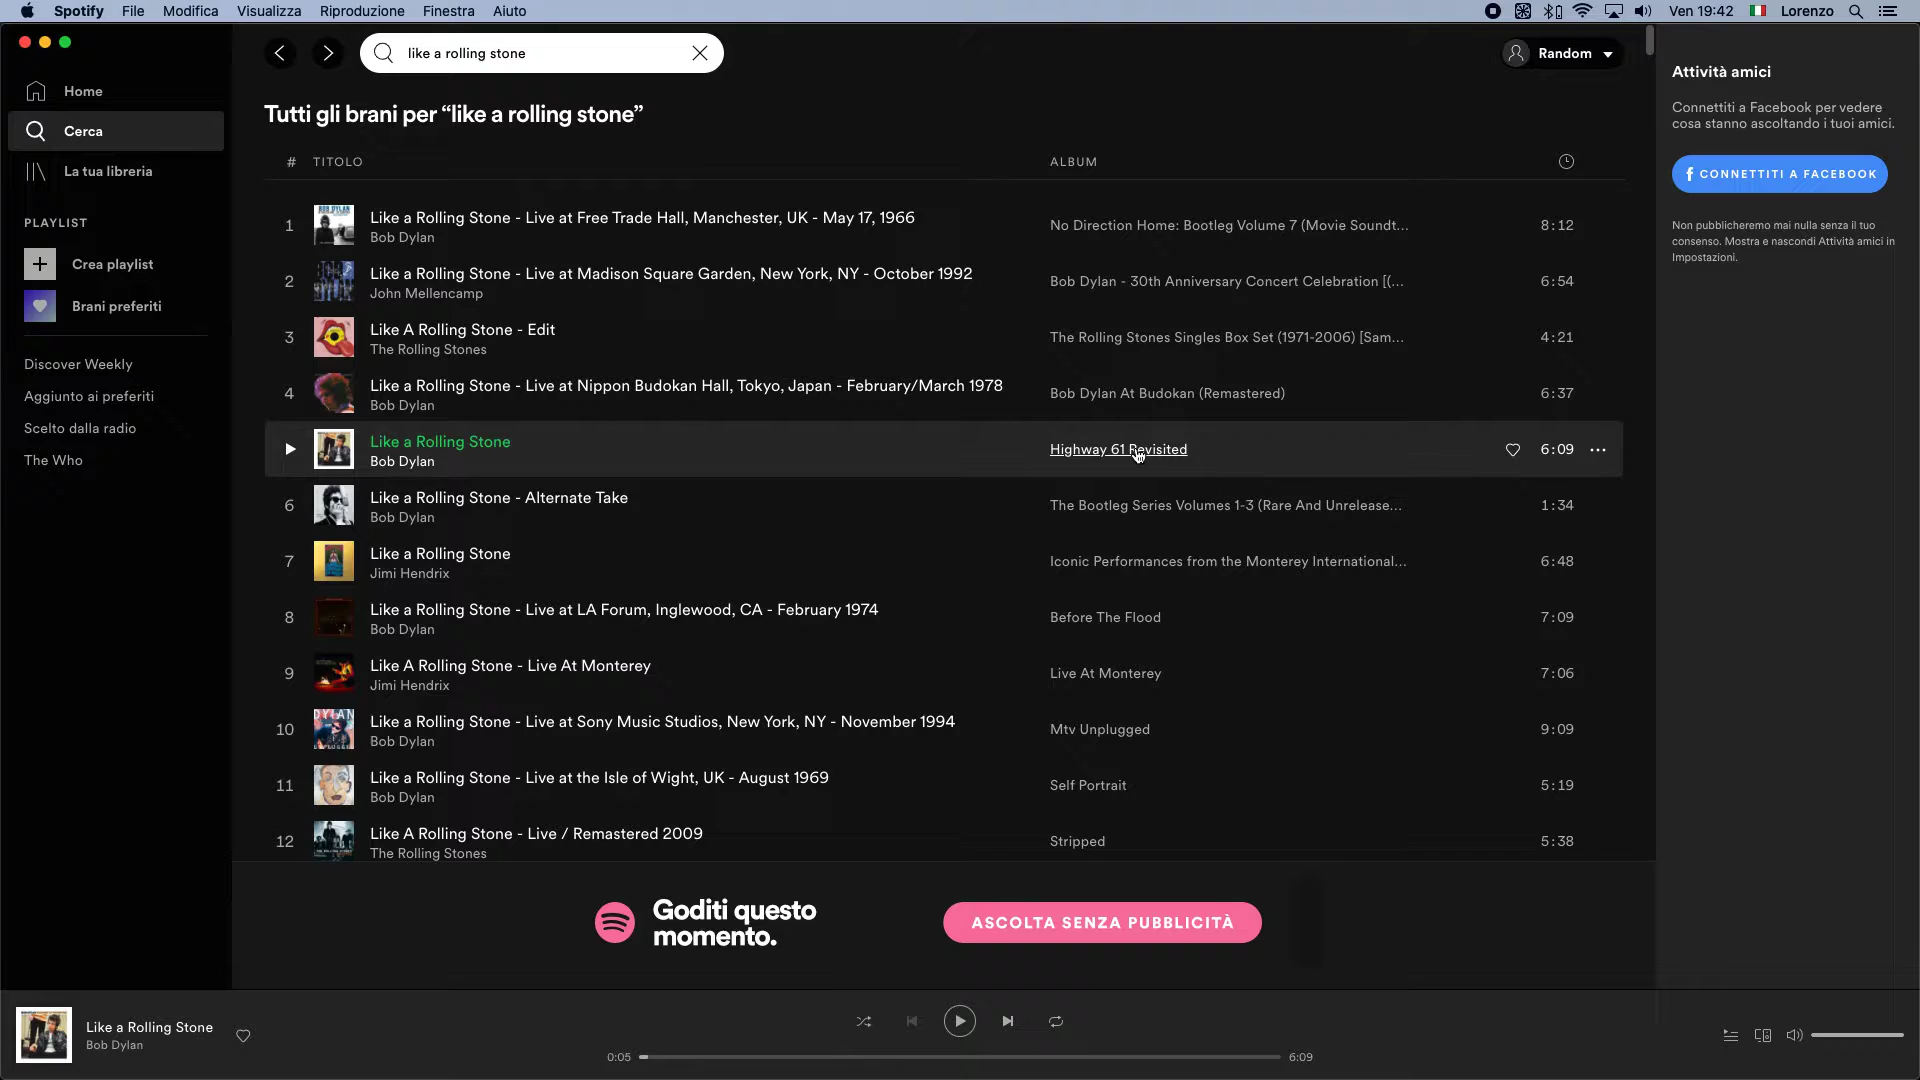 Spotify File Modifica Visualizza Riproduzione Finestra Aiuto Ven 19:42 Lorenzo
like a rolling stone
Random
Home
Cerca
La tua libreria
PLAYLIST
Crea playlist
Brani preferiti
Discover Weekly
Aggiunto ai preferiti
Scelto dalla radio
The Who
Tutti gli brani per “like a rolling stone”
# TITOLO ALBUM
1 Like a Rolling Stone - Live at Free Trade Hall, Manchester, UK - May 17, 1966 No Direction Home: Bootleg Volume 7 (Movie Soundt... 8:12
Bob Dylan
2 Like a Rolling Stone - Live at Madison Square Garden, New York, NY - October 1992 Bob Dylan - 30th Anniversary Concert Celebration [(... 6:54
John Mellencamp
3 Like A Rolling Stone - Edit The Rolling Stones Singles Box Set (1971-2006) [Sam... 4:21
The Rolling Stones
4 Like a Rolling Stone - Live at Nippon Budokan Hall, Tokyo, Japan - February/March 1978 Bob Dylan At Budokan (Remastered) 6:37
Bob Dylan
Like a Rolling Stone Highway 61 Revisited 6:09
Bob Dylan
6 Like a Rolling Stone - Alternate Take The Bootleg Series Volumes 1-3 (Rare And Unrelease... 1:34
Bob Dylan
7 Like a Rolling Stone Iconic Performances from the Monterey International... 6:48
Jimi Hendrix
8 Like a Rolling Stone - Live at LA Forum, Inglewood, CA - February 1974 Before The Flood 7:09
Bob Dylan
9 Like A Rolling Stone - Live At Monterey Live At Monterey 7:06
Jimi Hendrix
10 Like a Rolling Stone - Live at Sony Music Studios, New York, NY - November 1994 Mtv Unplugged 9:09
Bob Dylan
11 Like a Rolling Stone - Live at the Isle of Wight, UK - August 1969 Self Portrait 5:19
Bob Dylan
12 Like A Rolling Stone - Live / Remastered 2009 Stripped 5:38
The Rolling Stones
Attività amici
Connettiti a Facebook per vedere
cosa stanno ascoltando i tuoi amici.
CONNETTITI A FACEBOOK
Non pubblicheremo mai nulla senza il tuo
consenso. Mostra e nascondi Attività amici in
Impostazioni.
Goditi questo
momento.
ASCOLTA SENZA PUBBLICITÀ
Like a Rolling Stone
Bob Dylan
0:05 6:09